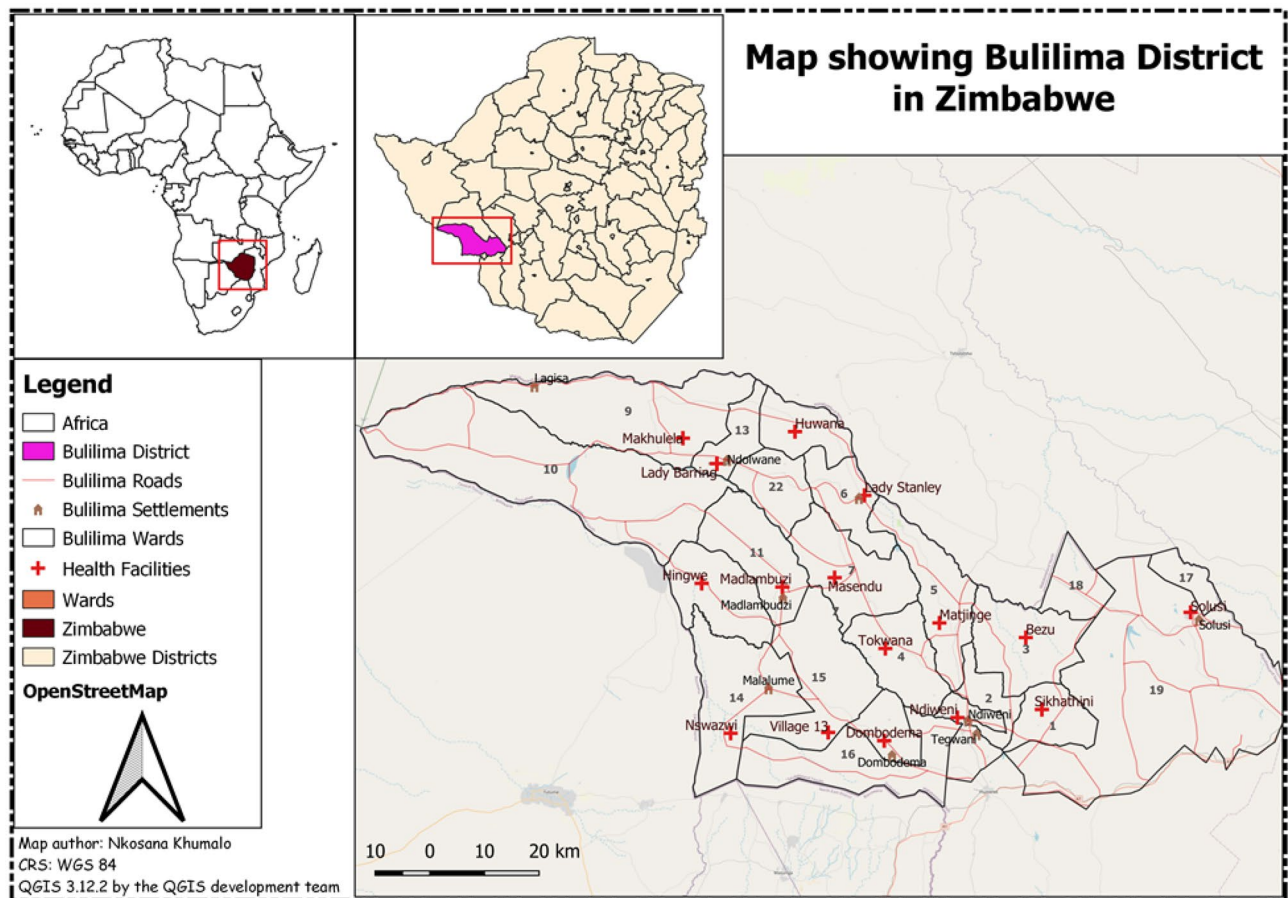 Map showing Bulilima District
in Zimbabwe
Legend
Africa
Bulilima District
Bulilima Roads
Bulilima Settlements
Bulilima Wards
Health Facilities
Wards
Zimbabwe
Zimbabwe Districts
OpenStreetMap
Map author: Nkosana Khumalo
CRS: WGS 84
QGIS 3.12.2 by the QGIS development team
Lagisa
9
13
Huwana
Makhulela
10
Lady Barring
Ndolwane
22
6
Lady Stanley
11
7
Hingwe
Madlambuzi
Masendu
Madlambudzi
5
18
17
Solusi
Solusi
Matjinge
Bezu
3
Tokwana
4
Malalume
14
15
19
2
Sikhathini
1
Ndiweni
Ndiweni
Nswazwi
Village 13
Dombodema
Tegwani
16
Dombodema
10 0 10 20 km